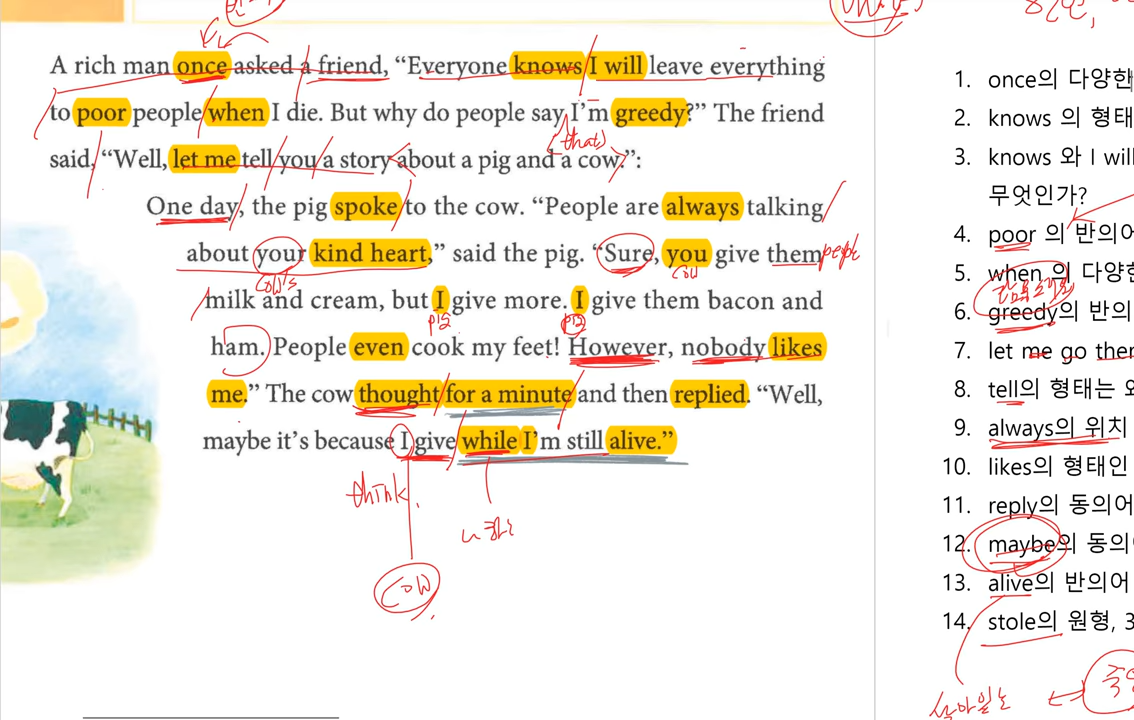 A rich man once asked a friend, “Everyone knows I will leave everything
to poor people when I die. But why do people say I’m greedy?” The friend
(that)
said, “Well, let me tell you a story about a pig and a cow.”:
One day, the pig spoke to the cow. “People are always talking
about your kind heart,” said the pig. “Sure, you give them
cow's
cow
milk and cream, but I give more. I give them bacon and
pig
pig
ham. People even cook my feet! However, nobody likes
me.” The cow thought for a minute and then replied. “Well,
maybe it’s because I give while I’m still alive.”
think
cow
1. once의 다양한
2. knows 의 형태
3. knows 와 I will
무엇인가?
4. poor 의 반의어
5. when 의 다양한
6. greedy의 반의
7. let me go them
8. tell의 형태는 오
9. always의 위치
10. likes의 형태인
11. reply의 동의어
12. maybe의 동의어
13. alive의 반의어
14. stole의 원형, 3
살아있는